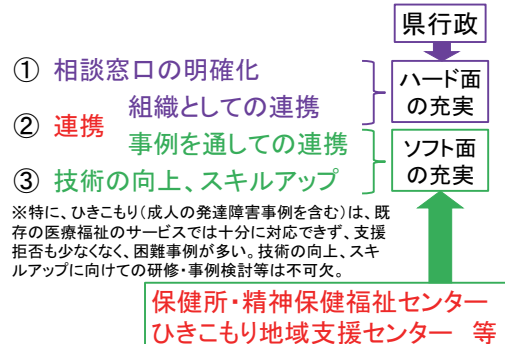 県行政
① 相談窓口の明確化
ハード面
の充実
組織としての連携
② 連携
事例を通しての連携
ソフト面
の充実
③ 技術の向上、スキルアップ
※特に、ひきこもり(成人の発達障害事例を含む)は、既
存の医療福祉のサービスでは十分に対応できず、支援
拒否も少なくなく、困難事例が多い。技術の向上、スキ
ルアップに向けての研修・事例検討等は不可欠。
保健所・精神保健福祉センター
ひきこもり地域支援センター 等